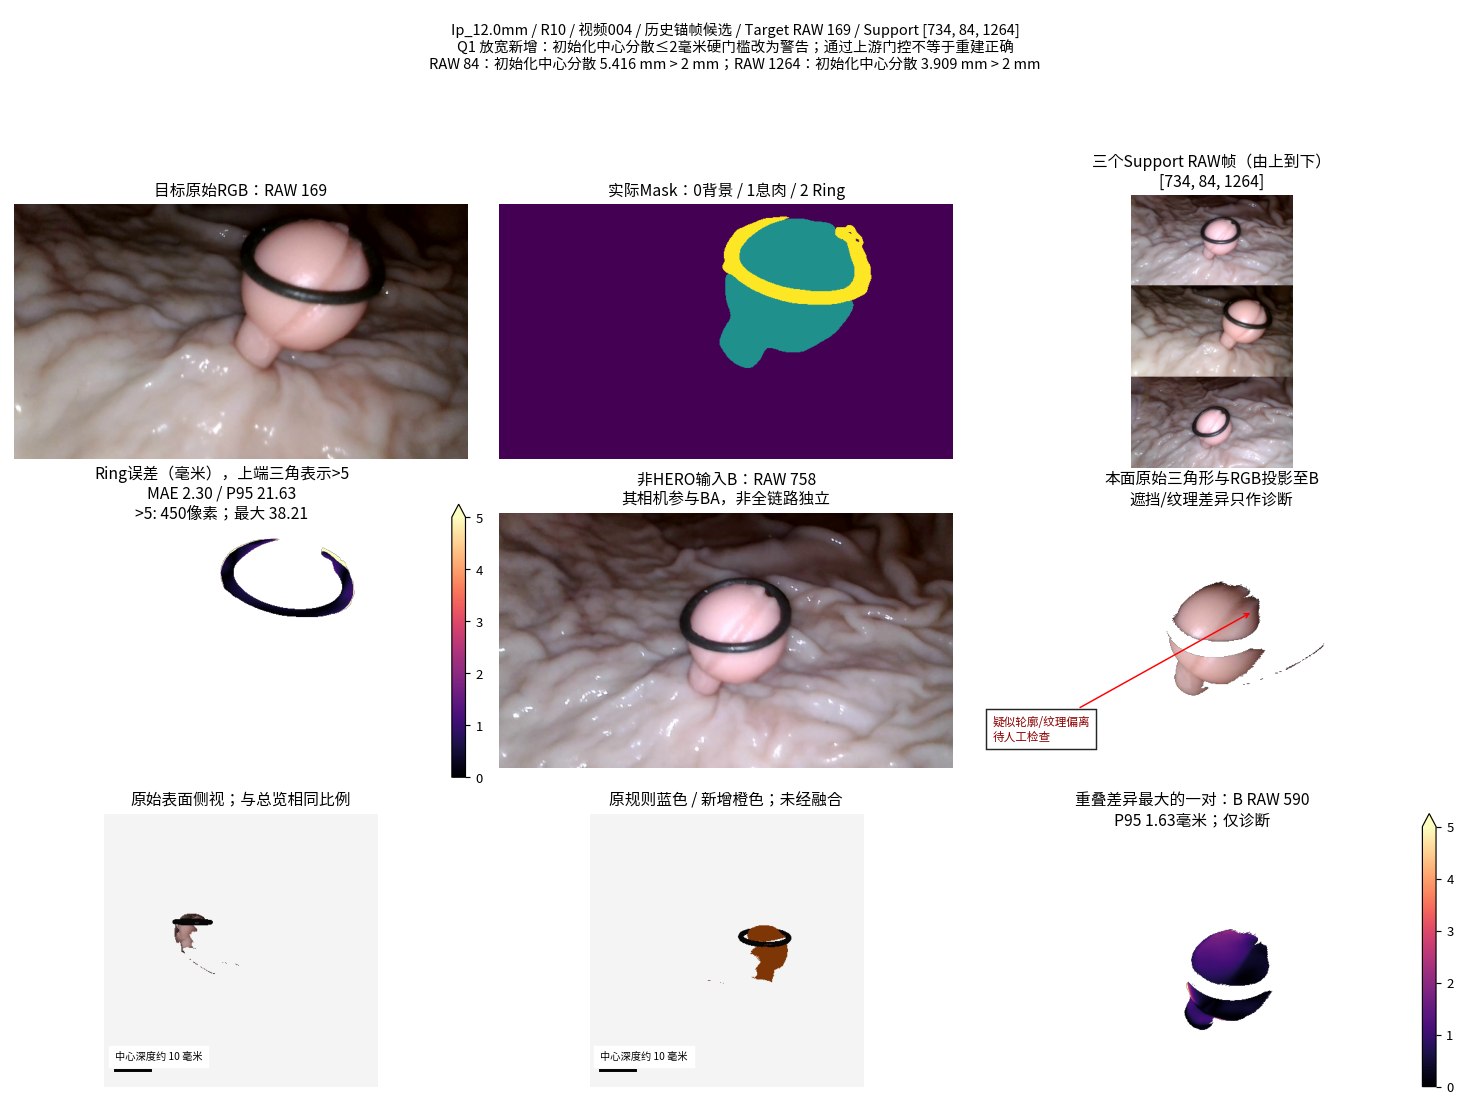 Ip_12.0mm / R10 / 视频004 / 历史锚帧候选 / Target RAW 169 / Support [734, 84, 1264]
Q1 放宽新增：初始化中心分散≤2毫米硬门槛改为警告；通过上游门控不等于重建正确
RAW 84：初始化中心分散 5.416 mm > 2 mm；RAW 1264：初始化中心分散 3.909 mm > 2 mm
目标原始RGB：RAW 169
实际Mask：0背景 / 1息肉 / 2 Ring
三个Support RAW帧（由上到下）
[734, 84, 1264]
Ring误差（毫米），上端三角表示>5
MAE 2.30 / P95 21.63
>5: 450像素；最大 38.21
5
4
3
2
1
0
非HERO输入B：RAW 758
其相机参与BA，非全链路独立
本面原始三角形与RGB投影至B
遮挡/纹理差异只作诊断
疑似轮廓/纹理偏离
待人工检查
原始表面侧视；与总览相同比例
中心深度约 10 毫米
原规则蓝色 / 新增橙色；未经融合
中心深度约 10 毫米
重叠差异最大的一对：B RAW 590
P95 1.63毫米；仅诊断
5
4
3
2
1
0